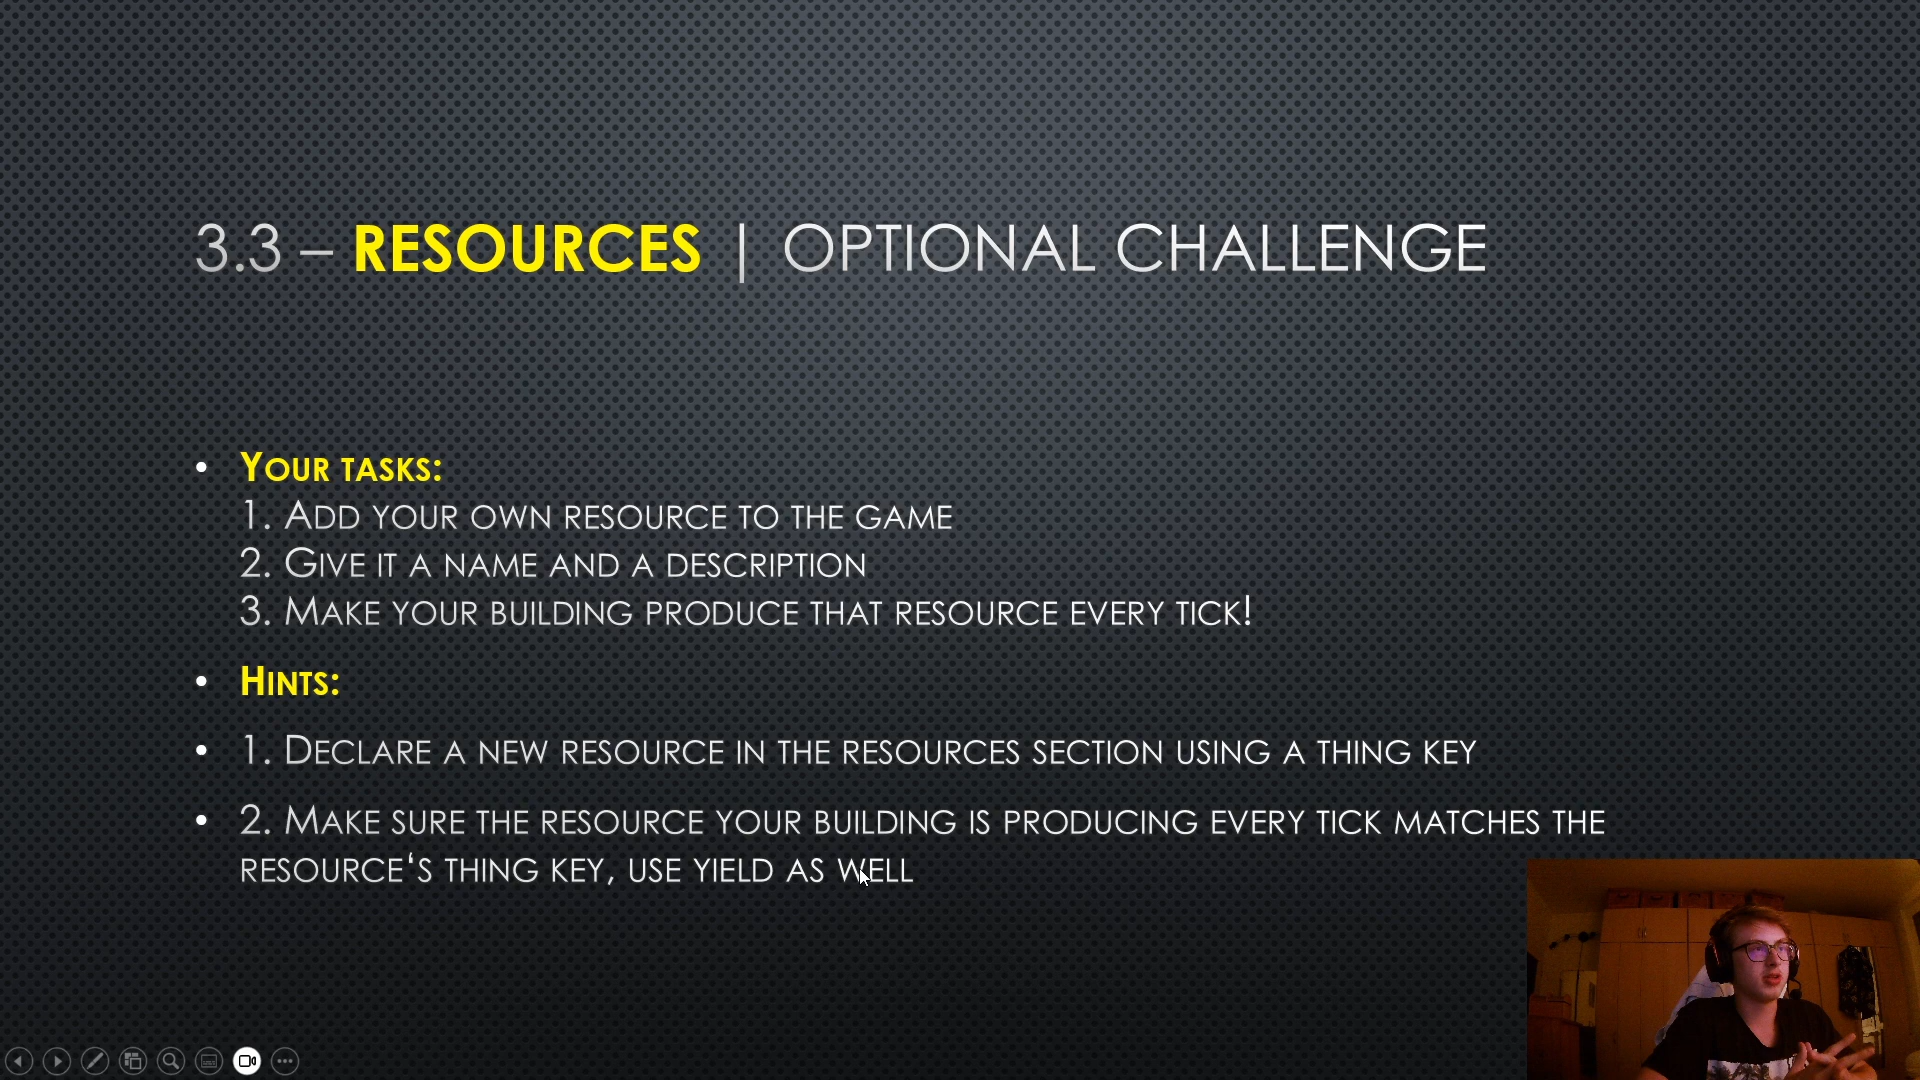 3.3 – RESOURCES | OPTIONAL CHALLENGE
• YOUR TASKS:
1. ADD YOUR OWN RESOURCE TO THE GAME
2. GIVE IT A NAME AND A DESCRIPTION
3. MAKE YOUR BUILDING PRODUCE THAT RESOURCE EVERY TICK!
• HINTS:
• 1. DECLARE A NEW RESOURCE IN THE RESOURCES SECTION USING A THING KEY
• 2. MAKE SURE THE RESOURCE YOUR BUILDING IS PRODUCING EVERY TICK MATCHES THE
RESOURCE‘S THING KEY, USE YIELD AS WELL